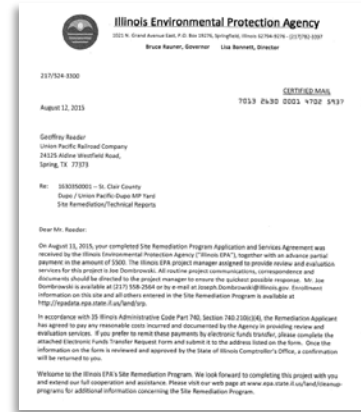 Illinois Environmental Protection Agency
1021 N. Grand Avenue East, P.O. Box 19276, Springfield, Illinois 62794-9276 · (217)782-3397
Bruce Rauner, Governor Lisa Bonnett, Director
217/524-3300
CERTIFIED MAIL
7013 2630 0001 4702 5937
August 12, 2015
Geoffrey Reeder
Union Pacific Railroad Company
24125 Aldine Westfield Road,
Spring, TX 77373
Re: 1630350001 – St. Clair County
Dupo / Union Pacific-Dupo MP Yard
Site Remediation/Technical Reports
Dear Mr. Reeder:
On August 11, 2015, your completed Site Remediation Program Application and Services Agreement was
received by the Illinois Environmental Protection Agency ("Illinois EPA"), together with an advance partial
payment in the amount of $500. The Illinois EPA project manager assigned to provide review and evaluation
services for this project is Joe Dombrowski. All routine project communications, correspondence and
documents should be directed to the project manager to ensure the quickest possible response. Mr. Joe
Dombrowski is available at (217) 558-2564 or by e-mail at Joseph.Dombrowski@Illinois.gov. Enrollment
information on this site and all others entered in the Site Remediation Program is available at
http://epadata.epa.state.il.us/land/srp.
In accordance with 35 Illinois Administrative Code Part 740, Section 740.210(c)(4), the Remediation Applicant
has agreed to pay any reasonable costs incurred and documented by the Agency in providing review and
evaluation services. If you prefer to remit these payments by electronic funds transfer, please complete the
attached Electronic Funds Transfer Request Form and submit it to the address listed on the form. Once the
information on the form is reviewed and approved by the State of Illinois Comptroller's Office, a confirmation
will be returned to you.
Welcome to the Illinois EPA's Site Remediation Program. We look forward to completing this project with you
and extend our full cooperation and assistance. Please visit our web page at www.epa.state.il.us/land/cleanup-
programs for additional information concerning the Site Remediation Program.